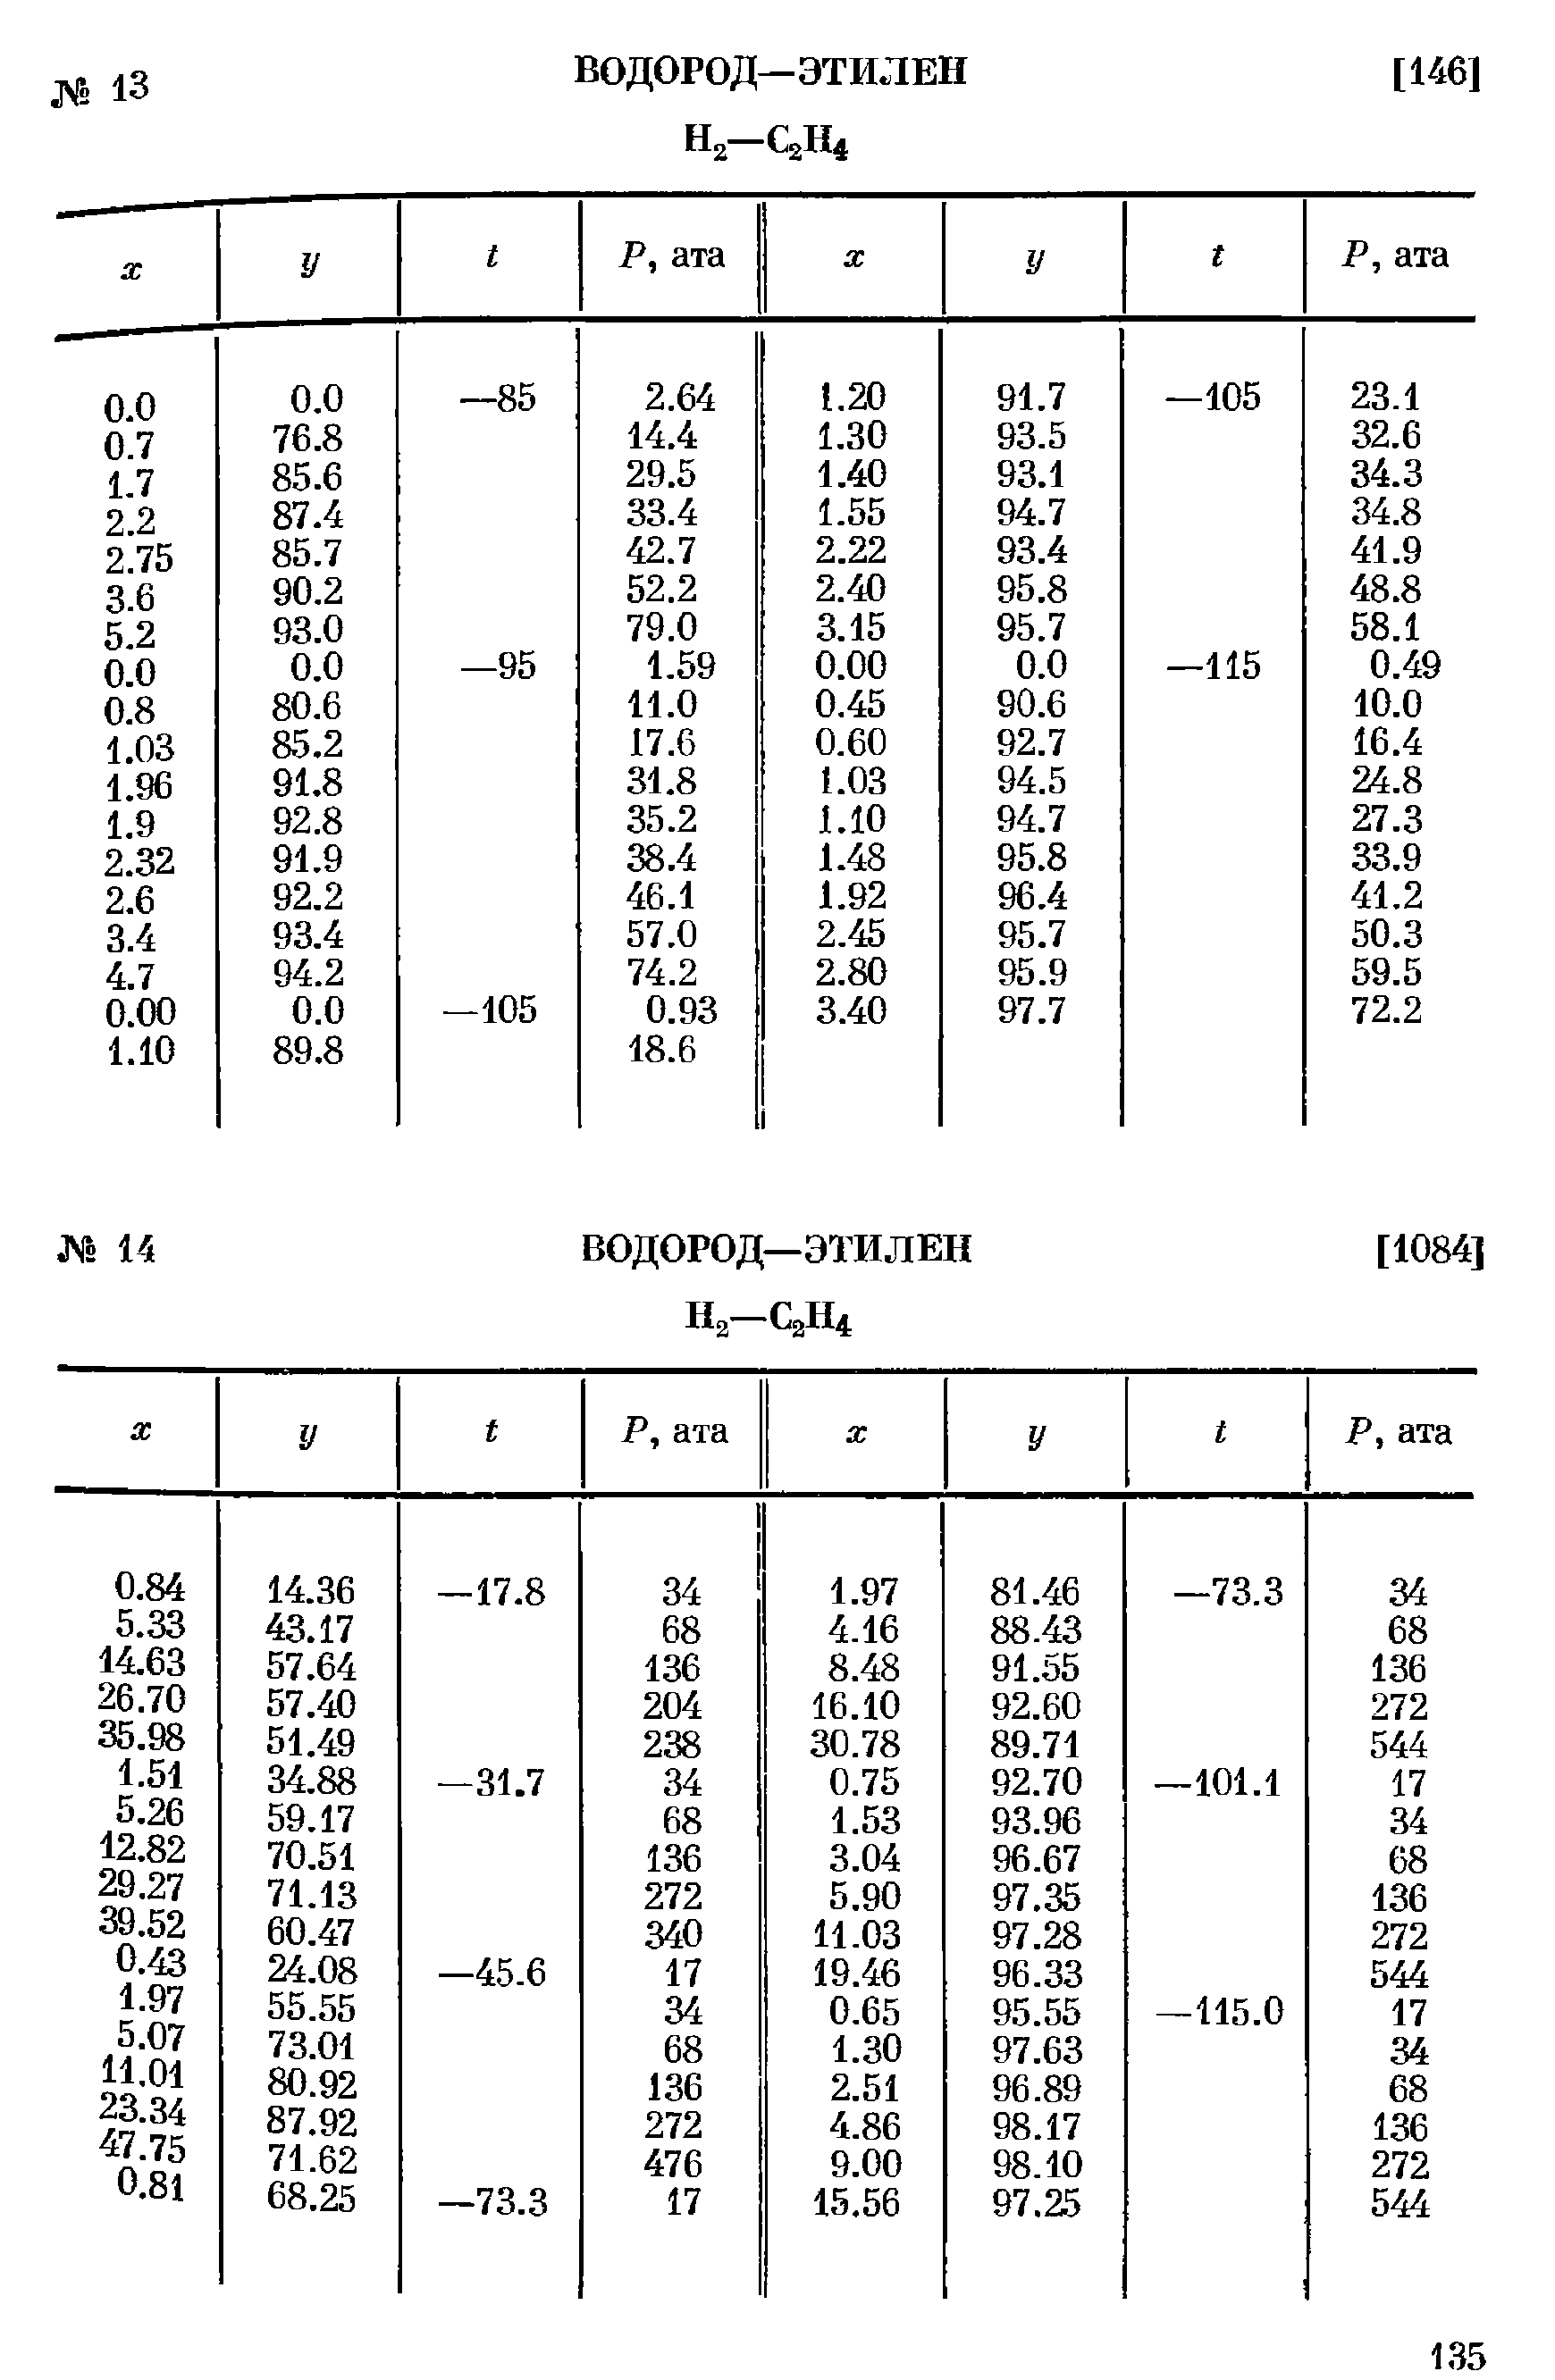 № 13 ВОДОРОД—ЭТИЛЕН [146]
H₂—C₂H₄
x y t P, ата x y t P, ата
0.0 0.0 —85 2.64 1.20 91.7 —105 23.1
0.7 76.8 14.4 1.30 93.5 32.6
1.7 85.6 29.5 1.40 93.1 34.3
2.2 87.4 33.4 1.55 94.7 34.8
2.75 85.7 42.7 2.22 93.4 41.9
3.6 90.2 52.2 2.40 95.8 48.8
5.2 93.0 79.0 3.15 95.7 58.1
0.0 0.0 —95 1.59 0.00 0.0 —115 0.49
0.8 80.6 11.0 0.45 90.6 10.0
1.03 85.2 17.6 0.60 92.7 16.4
1.96 91.8 31.8 1.03 94.5 24.8
1.9 92.8 35.2 1.10 94.7 27.3
2.32 91.9 38.4 1.48 95.8 33.9
2.6 92.2 46.1 1.92 96.4 41.2
3.4 93.4 57.0 2.45 95.7 50.3
4.7 94.2 74.2 2.80 95.9 59.5
0.00 0.0 —105 0.93 3.40 97.7 72.2
1.10 89.8 18.6
№ 14 ВОДОРОД—ЭТИЛЕН [1084]
H₂—C₂H₄
x y t P, ата x y t P, ата
0.84 14.36 —17.8 34 1.97 81.46 —73.3 34
5.33 43.17 68 4.16 88.43 68
14.63 57.64 136 8.48 91.55 136
26.70 57.40 204 16.10 92.60 272
35.98 51.49 238 30.78 89.71 544
1.51 34.88 —31.7 34 0.75 92.70 —101.1 17
5.26 59.17 68 1.53 93.96 34
12.82 70.51 136 3.04 96.67 68
29.27 71.13 272 5.90 97.35 136
39.52 60.47 340 11.03 97.28 272
0.43 24.08 —45.6 17 19.46 96.33 544
1.97 55.55 34 0.65 95.55 —115.0 17
5.07 73.01 68 1.30 97.63 34
11.01 80.92 136 2.51 96.89 68
23.34 87.92 272 4.86 98.17 136
47.75 71.62 476 9.00 98.10 272
0.81 68.25 —73.3 17 15.56 97.25 544
135